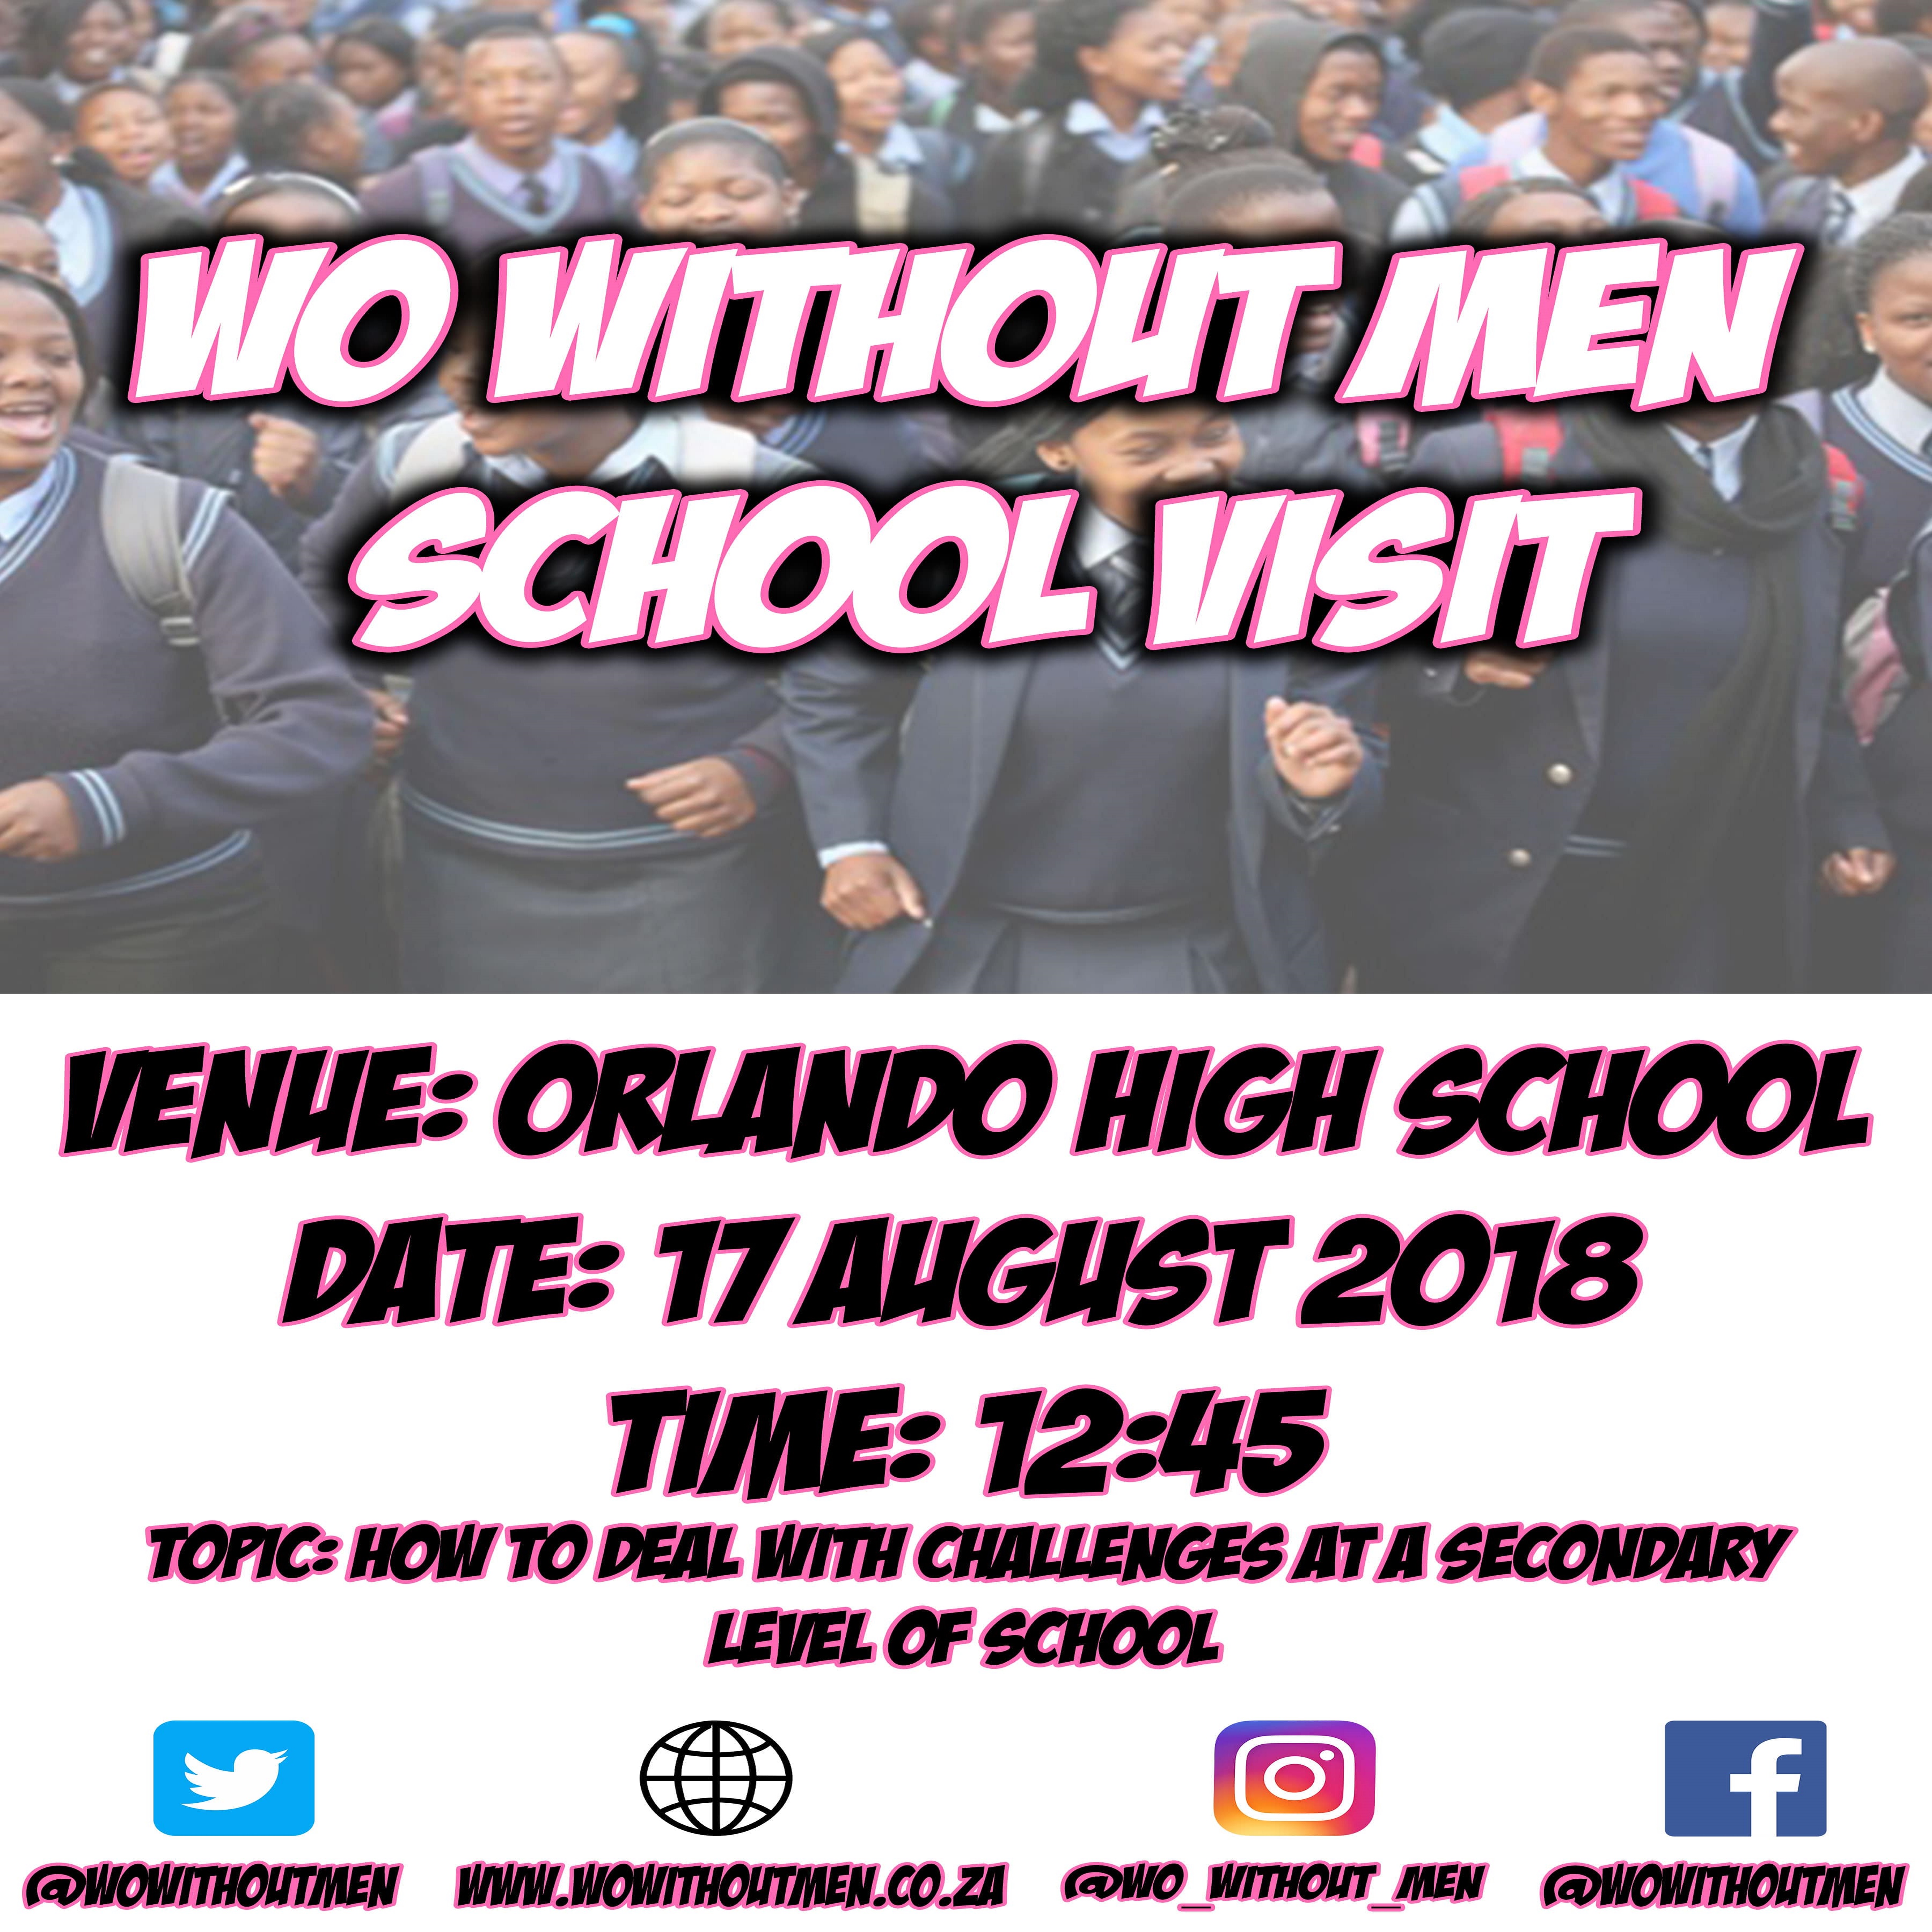 WO WITHOUT MEN
SCHOOL VISIT
VENUE: ORLANDO HIGH SCHOOL
DATE: 17 AUGUST 2018
TIME: 12:45
TOPIC: HOW TO DEAL WITH CHALLENGES AT A SECONDARY
LEVEL OF SCHOOL
@WOWITHOUTMEN WWW.WOWITHOUTMEN.CO.ZA @WO_WITHOUT_MEN @WOWITHOUTMEN